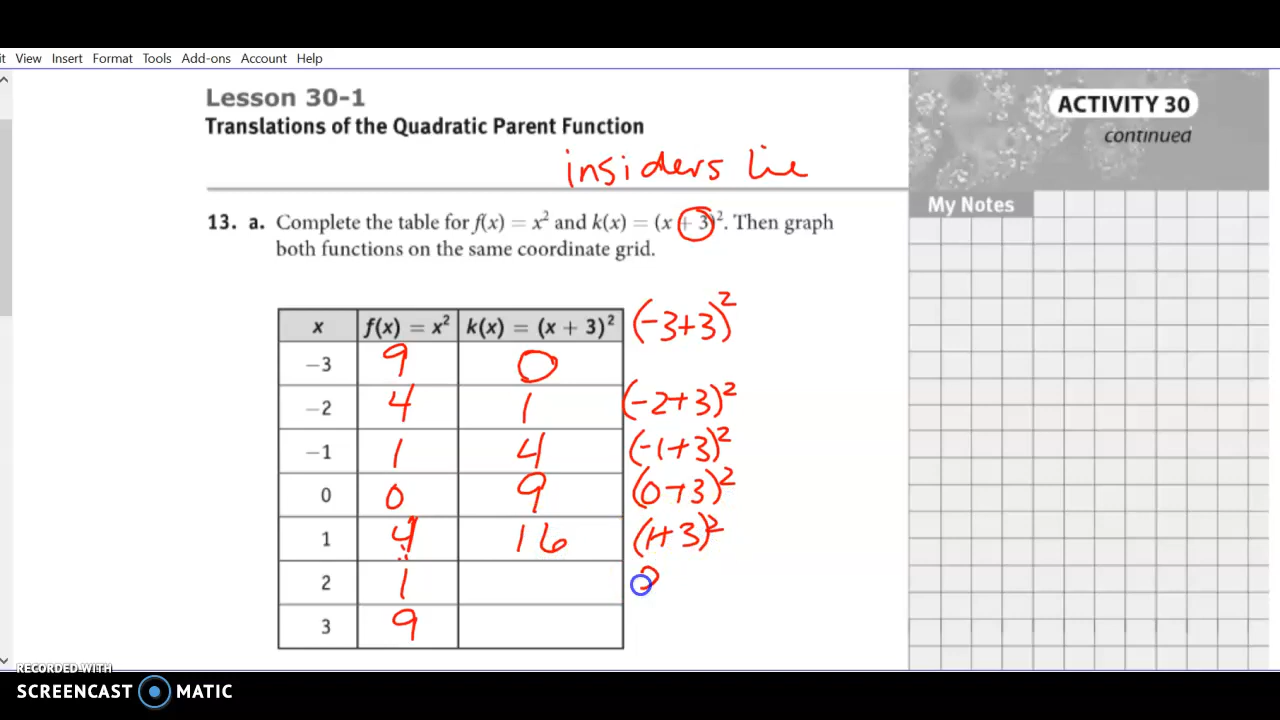 it View Insert Format Tools Add-ons Account Help
Lesson 30-1
Translations of the Quadratic Parent Function
ACTIVITY 30
continued
insiders lie
My Notes
13. a. Complete the table for f(x) = x² and k(x) = (x + 3)². Then graph
both functions on the same coordinate grid.
x f(x) = x² k(x) = (x + 3)² (-3+3)²
−3 9 0
−2 4 1 (-2+3)²
−1 1 4 (-1+3)²
0 0 9 (0+3)²
1 4 16 (1+3)²
2 1 2
3 9
RECORDED WITH
SCREENCAST MATIC